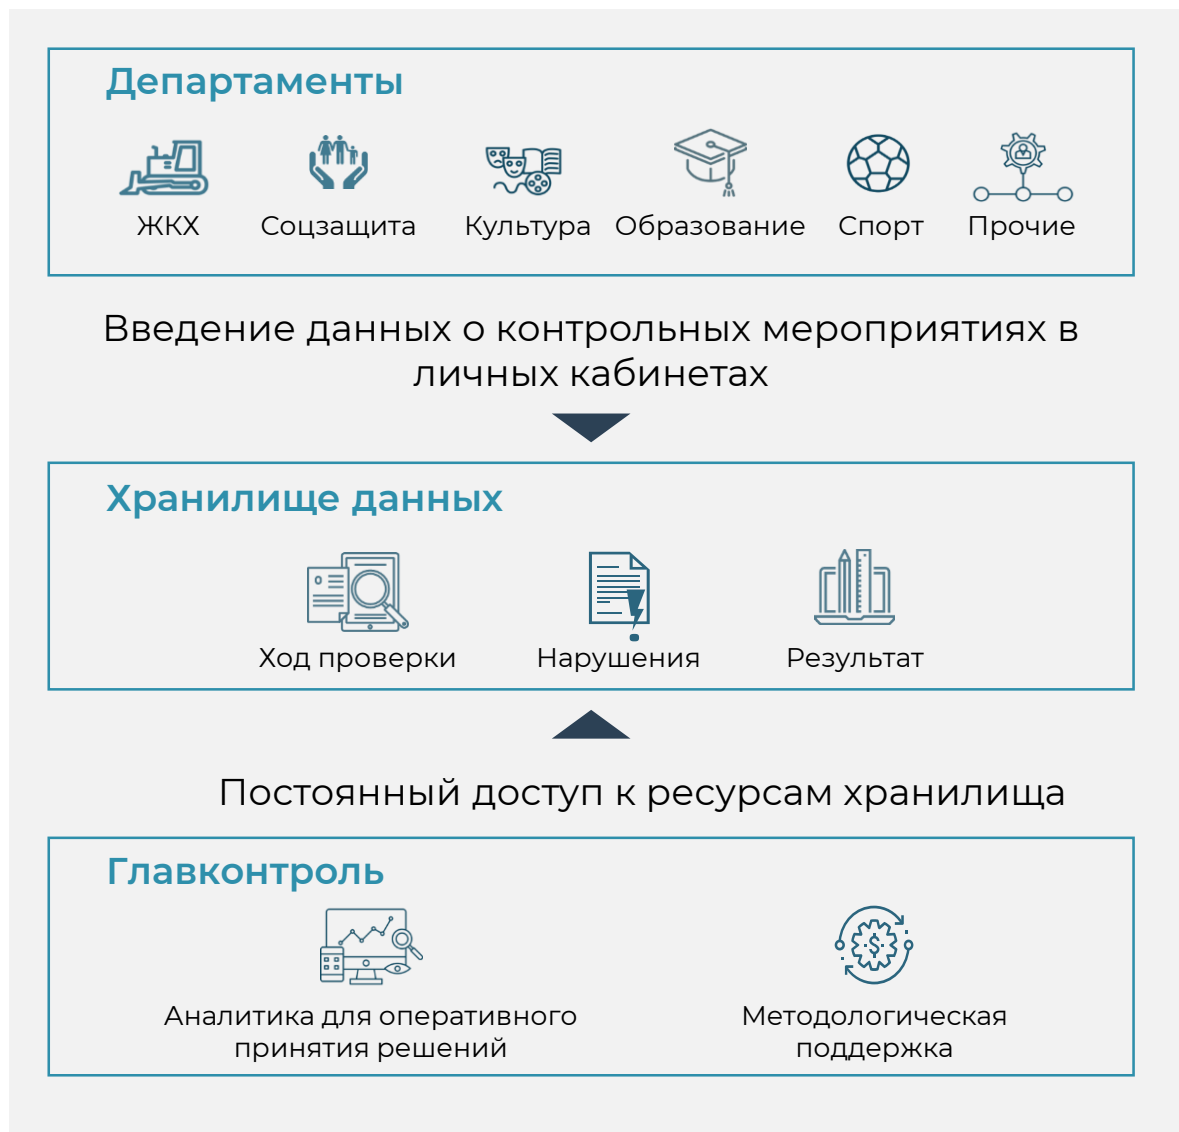 Департаменты
ЖКХ
Соцзащита
Культура
Образование
Спорт
Прочие
Введение данных о контрольных мероприятиях в
личных кабинетах
Хранилище данных
Ход проверки
Нарушения
Результат
Постоянный доступ к ресурсам хранилища
Главконтроль
Аналитика для оперативного
принятия решений
Методологическая
поддержка